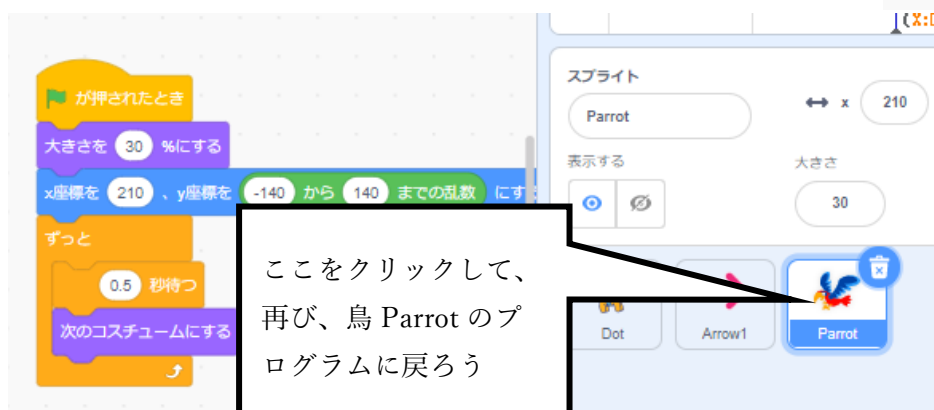 (X:
が押されたとき
大きさを 30 %にする
x座標を 210 、y座標を -140 から 140 までの乱数 にす
ずっと
0.5 秒待つ
次のコスチュームにする
ここをクリックして、
再び、鳥 Parrot のプ
ログラムに戻ろう
スプライト
Parrot
x 210
表示する
大きさ
30
Dot
Arrow1
Parrot